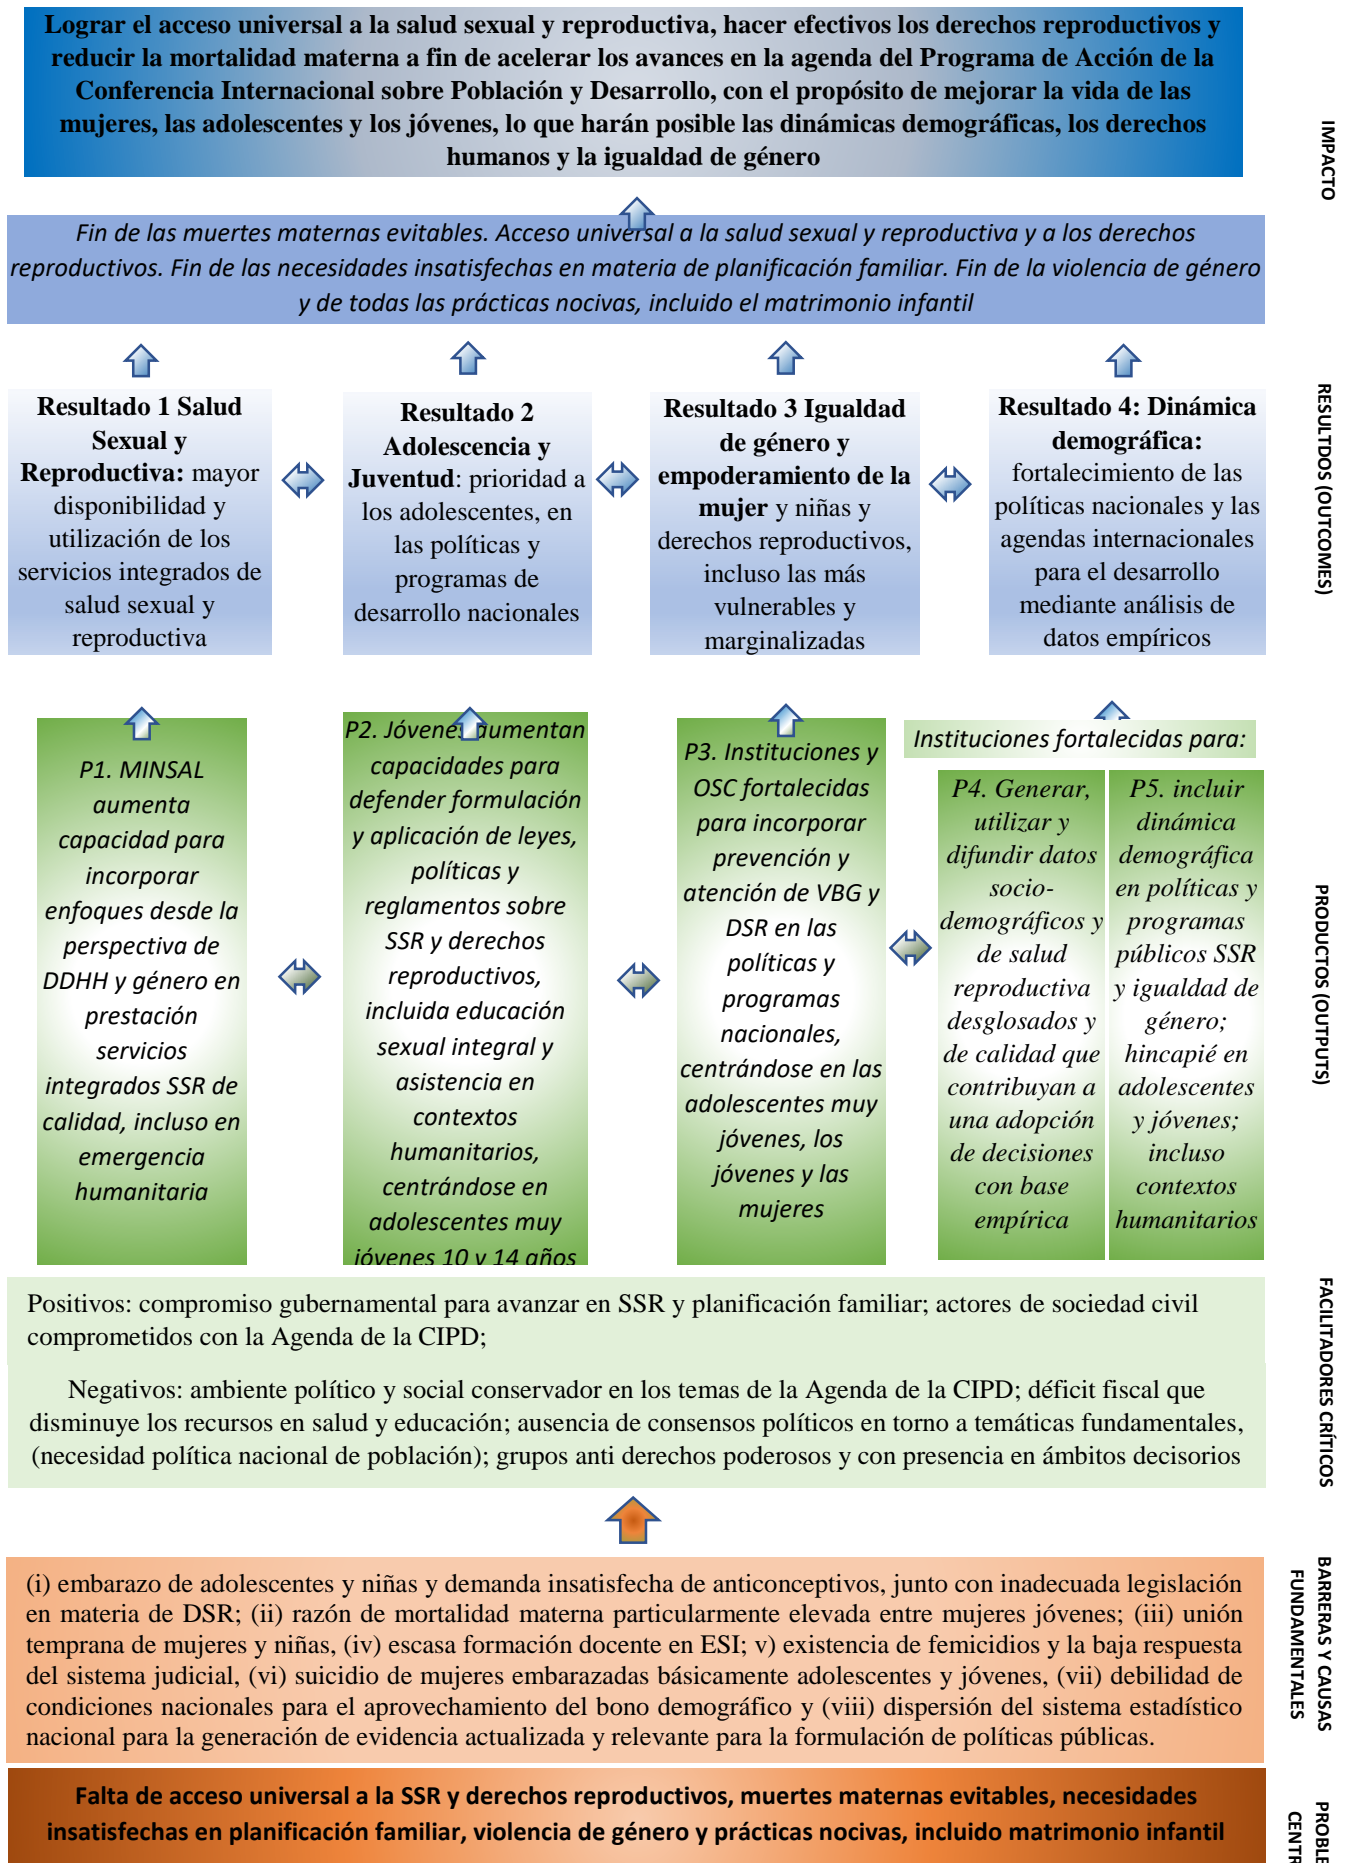 Lograr el acceso universal a la salud sexual y reproductiva, hacer efectivos los derechos reproductivos y
reducir la mortalidad materna a fin de acelerar los avances en la agenda del Programa de Acción de la
Conferencia Internacional sobre Población y Desarrollo, con el propósito de mejorar la vida de las
mujeres, las adolescentes y los jóvenes, lo que harán posible las dinámicas demográficas, los derechos
humanos y la igualdad de género
IMPACTO
Fin de las muertes maternas evitables. Acceso universal a la salud sexual y reproductiva y a los derechos
reproductivos. Fin de las necesidades insatisfechas en materia de planificación familiar. Fin de la violencia de género
y de todas las prácticas nocivas, incluido el matrimonio infantil
Resultado 1 Salud
Sexual y
Reproductiva: mayor
disponibilidad y
utilización de los
servicios integrados de
salud sexual y
reproductiva
Resultado 2
Adolescencia y
Juventud: prioridad a
los adolescentes, en
las políticas y
programas de
desarrollo nacionales
Resultado 3 Igualdad
de género y
empoderamiento de la
mujer y niñas y
derechos reproductivos,
incluso las más
vulnerables y
marginalizadas
Resultado 4: Dinámica
demográfica:
fortalecimiento de las
políticas nacionales y las
agendas internacionales
para el desarrollo
mediante análisis de
datos empíricos
RESULTDOS (OUTCOMES)
P1. MINSAL
aumenta
capacidad para
incorporar
enfoques desde la
perspectiva de
DDHH y género en
prestación
servicios
integrados SSR de
calidad, incluso en
emergencia
humanitaria
P2. Jóvenes aumentan
capacidades para
defender formulación
y aplicación de leyes,
políticas y
reglamentos sobre
SSR y derechos
reproductivos,
incluida educación
sexual integral y
asistencia en
contextos
humanitarios,
centrándose en
adolescentes muy
jóvenes 10 y 14 años
P3. Instituciones y
OSC fortalecidas
para incorporar
prevención y
atención de VBG y
DSR en las
políticas y
programas
nacionales,
centrándose en las
adolescentes muy
jóvenes, los
jóvenes y las
mujeres
Instituciones fortalecidas para:
P4. Generar,
utilizar y
difundir datos
socio-
demográficos y
de salud
reproductiva
desglosados y
de calidad que
contribuyan a
una adopción
de decisiones
con base
empírica
P5. incluir
dinámica
demográfica
en políticas y
programas
públicos SSR
y igualdad de
género;
hincapié en
adolescentes
y jóvenes;
incluso
contextos
humanitarios
PRODUCTOS (OUTPUTS)
Positivos: compromiso gubernamental para avanzar en SSR y planificación familiar; actores de sociedad civil
comprometidos con la Agenda de la CIPD;
Negativos: ambiente político y social conservador en los temas de la Agenda de la CIPD; déficit fiscal que
disminuye los recursos en salud y educación; ausencia de consensos políticos en torno a temáticas fundamentales,
(necesidad política nacional de población); grupos anti derechos poderosos y con presencia en ámbitos decisorios
FACILITADORES CRÍTICOS
(i) embarazo de adolescentes y niñas y demanda insatisfecha de anticonceptivos, junto con inadecuada legislación
en materia de DSR; (ii) razón de mortalidad materna particularmente elevada entre mujeres jóvenes; (iii) unión
temprana de mujeres y niñas, (iv) escasa formación docente en ESI; v) existencia de femicidios y la baja respuesta
del sistema judicial, (vi) suicidio de mujeres embarazadas básicamente adolescentes y jóvenes, (vii) debilidad de
condiciones nacionales para el aprovechamiento del bono demográfico y (viii) dispersión del sistema estadístico
nacional para la generación de evidencia actualizada y relevante para la formulación de políticas públicas.
BARRERAS Y CAUSAS
FUNDAMENTALES
Falta de acceso universal a la SSR y derechos reproductivos, muertes maternas evitables, necesidades
insatisfechas en planificación familiar, violencia de género y prácticas nocivas, incluido matrimonio infantil
PROBLE
CENTR